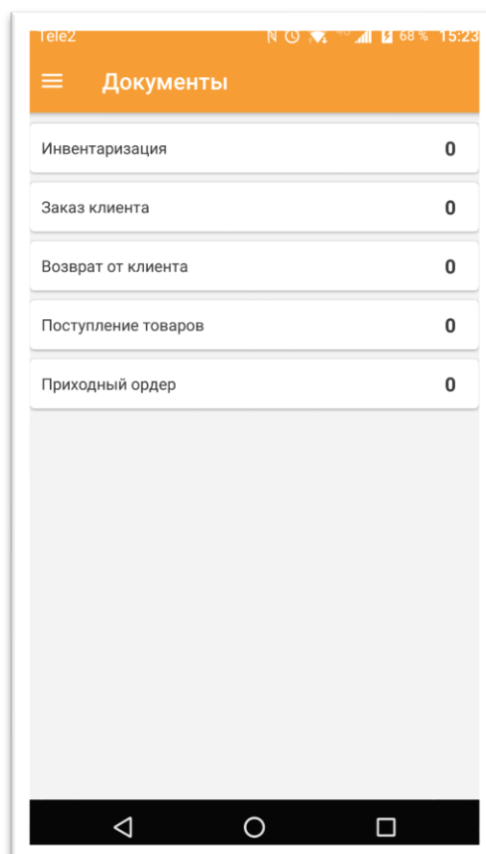 Tele2 4G 68 % 15:23
Документы
Инвентаризация 0
Заказ клиента 0
Возврат от клиента 0
Поступление товаров 0
Приходный ордер 0